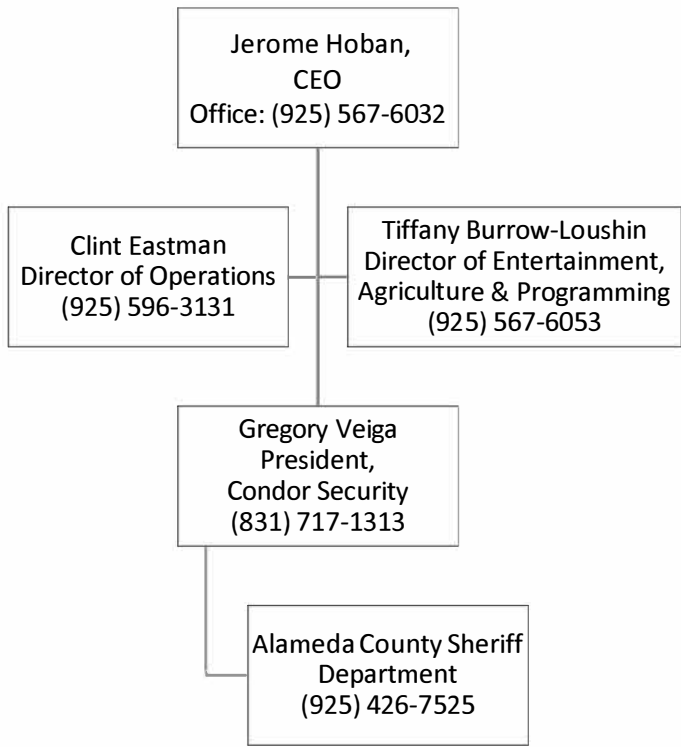 Jerome Hoban,
CEO
Office: (925) 567-6032
Clint Eastman
Director of Operations
(925) 596-3131
Tiffany Burrow-Loushin
Director of Entertainment,
Agriculture & Programming
(925) 567-6053
Gregory Veiga
President,
Condor Security
(831) 717-1313
Alameda County Sheriff
Department
(925) 426-7525